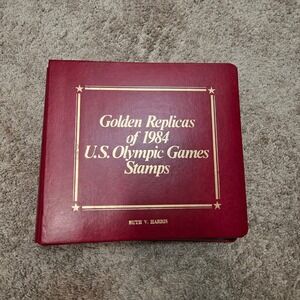 Golden Replicas
of 1984
U.S. Olympic Games
Stamps
RUTH V. HARRIS